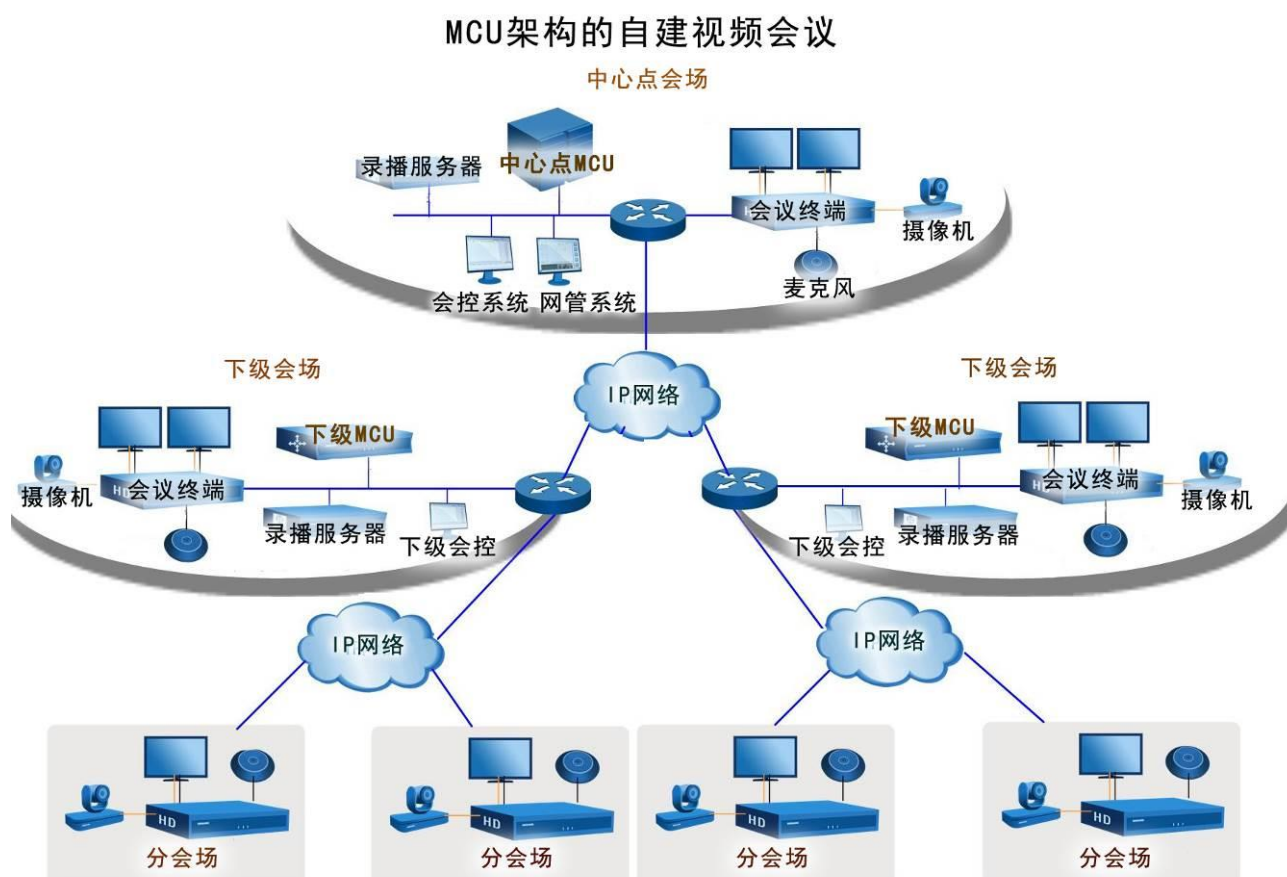 MCU架构的自建视频会议
中心点会场
录播服务器
中心点MCU
会议终端
摄像机
会控系统
网管系统
麦克风
下级会场
下级会场
IP网络
下级MCU
下级MCU
摄像机
HD
会议终端
会议终端
摄像机
录播服务器
下级会控
下级会控
录播服务器
IP网络
IP网络
HD
HD
HD
HD
分会场
分会场
分会场
分会场